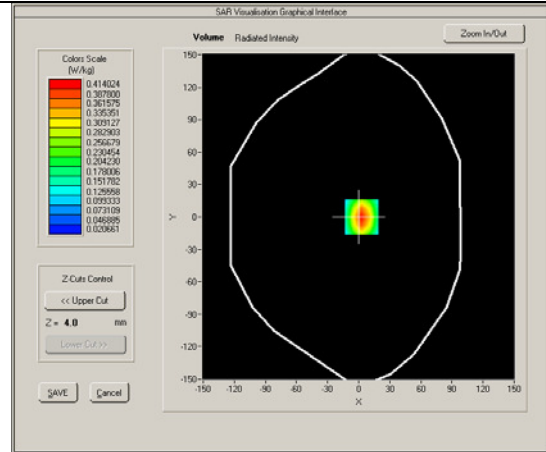 SAR Visualisation Graphical Interface
Volume Radiated Intensity
Zoom In/Out
Colors Scale
(W/kg)
0.414024
0.387800
0.361575
0.335351
0.309127
0.282903
0.256679
0.230454
0.204230
0.178006
0.151782
0.125558
0.099333
0.073109
0.046885
0.020661
150
120
90
60
30
Y
0
-30
-60
-90
-120
-150
-150 -120 -90 -60 -30 0 30 60 90 120 150
X
Z-Cuts Control
<< Upper Cut
Z = 4.0 mm
Lower Cut >>
SAVE Cancel